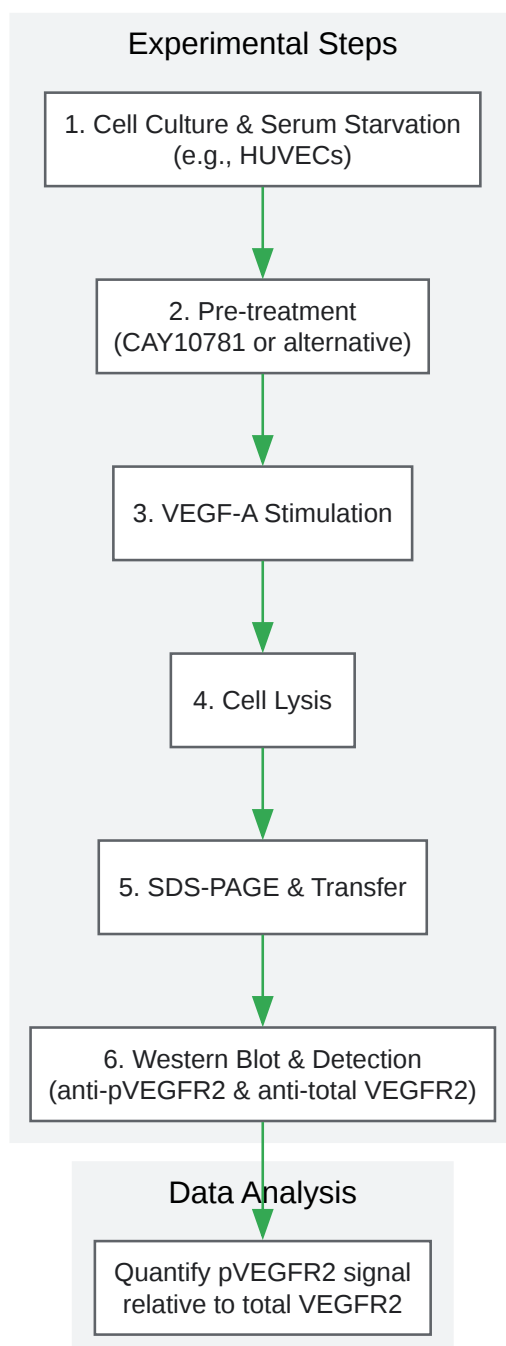 Experimental Steps
1. Cell Culture & Serum Starvation
(e.g., HUVECs)
2. Pre-treatment
(CAY10781 or alternative)
3. VEGF-A Stimulation
4. Cell Lysis
5. SDS-PAGE & Transfer
6. Western Blot & Detection
(anti-pVEGFR2 & anti-total VEGFR2)
Data Analysis
Quantify pVEGFR2 signal
relative to total VEGFR2